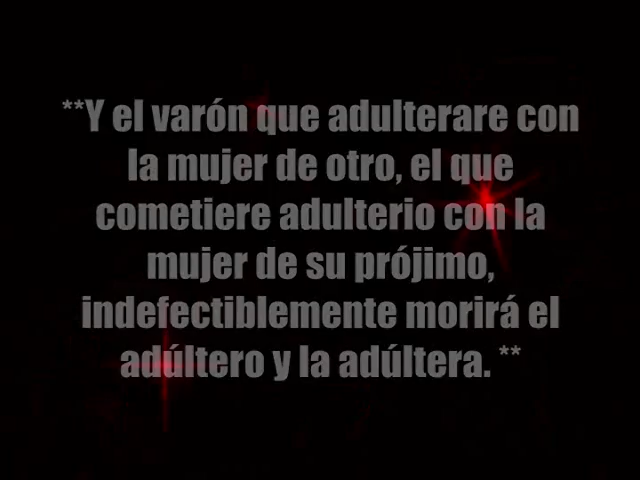 **Y el varón que adulterare con
la mujer de otro, el que
cometiere adulterio con la
mujer de su prójimo,
indefectiblemente morirá el
adúltero y la adúltera. **